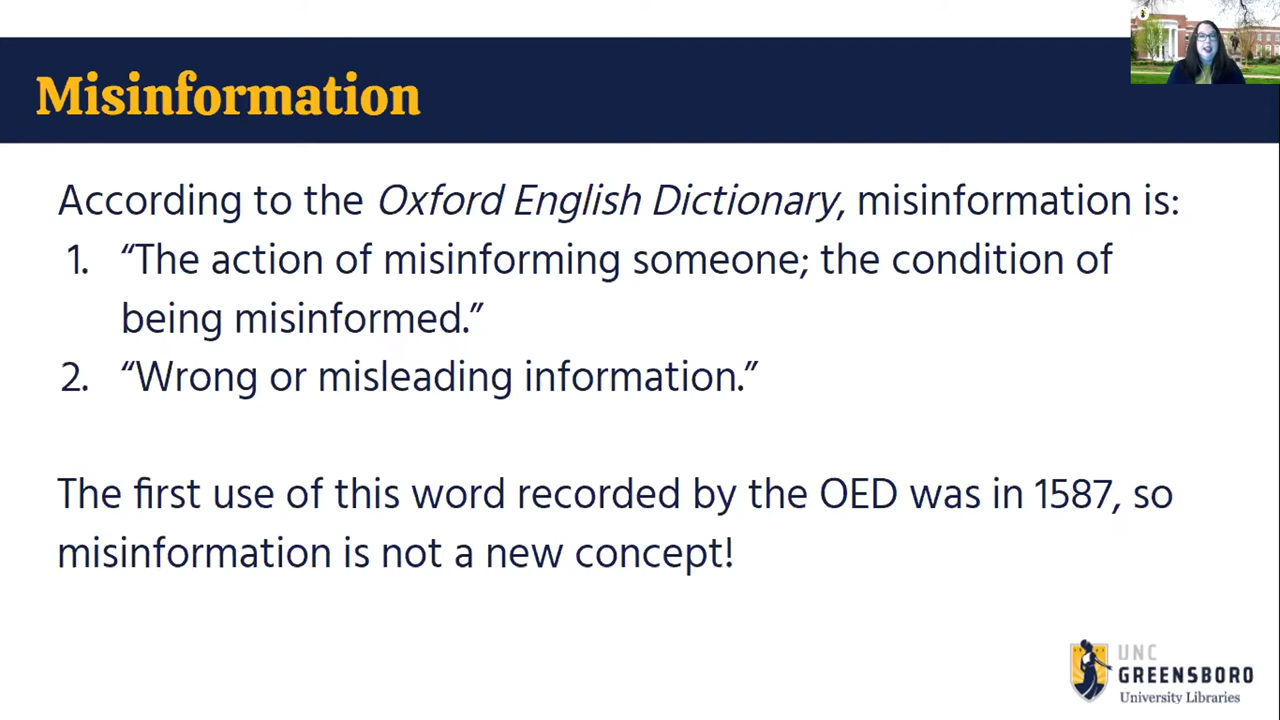 Misinformation
According to the Oxford English Dictionary, misinformation is:
1. “The action of misinforming someone; the condition of
being misinformed.”
2. “Wrong or misleading information.”
The first use of this word recorded by the OED was in 1587, so
misinformation is not a new concept!
UNC
GREENSBORO
University Libraries